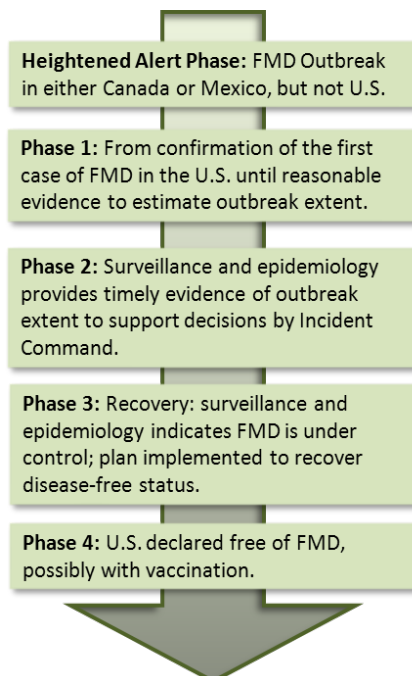 Heightened Alert Phase: FMD Outbreak
in either Canada or Mexico, but not U.S.
Phase 1: From confirmation of the first
case of FMD in the U.S. until reasonable
evidence to estimate outbreak extent.
Phase 2: Surveillance and epidemiology
provides timely evidence of outbreak
extent to support decisions by Incident
Command.
Phase 3: Recovery: surveillance and
epidemiology indicates FMD is under
control; plan implemented to recover
disease-free status.
Phase 4: U.S. declared free of FMD,
possibly with vaccination.